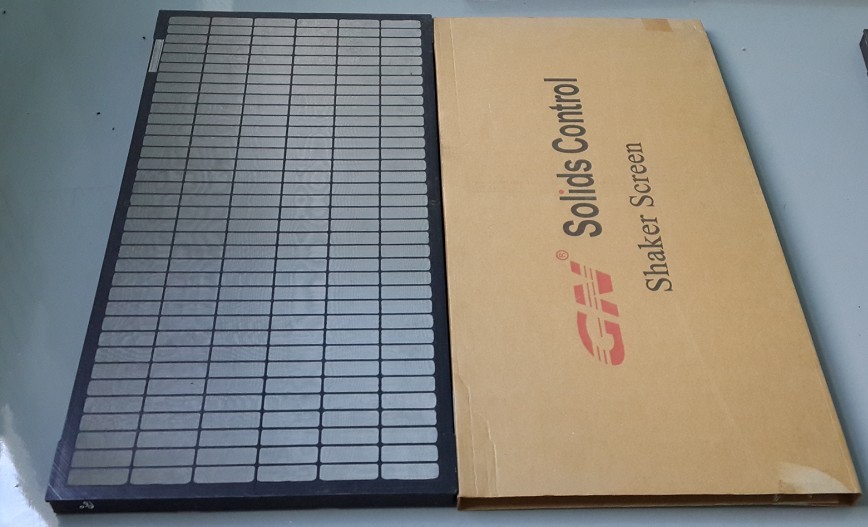 GN® Solids Control
Shaker Screen